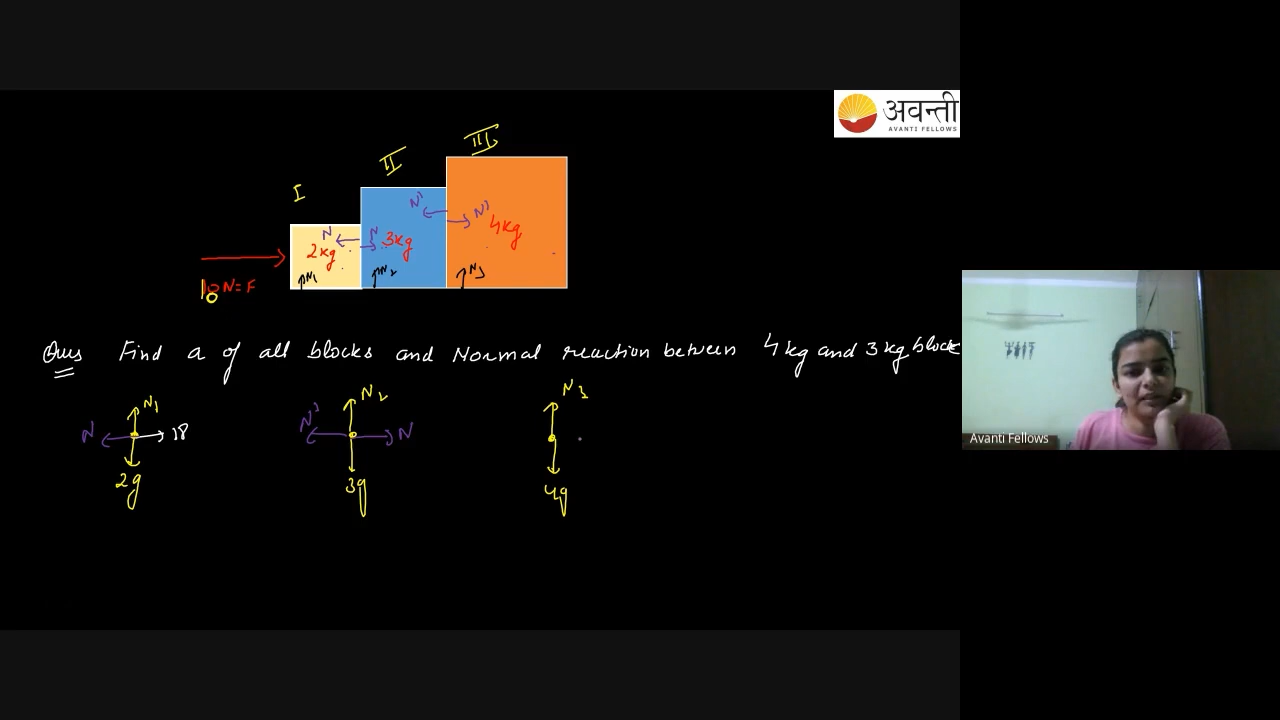 अवन्ती
AVANTI FELLOWS
I
II
III
N'
N'
N
N
2kg
3kg
4kg
N1
N2
N3
N=F
Ques Find a of all blocks and Normal reaction between 4kg and 3kg block
N1
N
18
2g
N2
N'
N
3g
N3
4g
Avanti Fellows